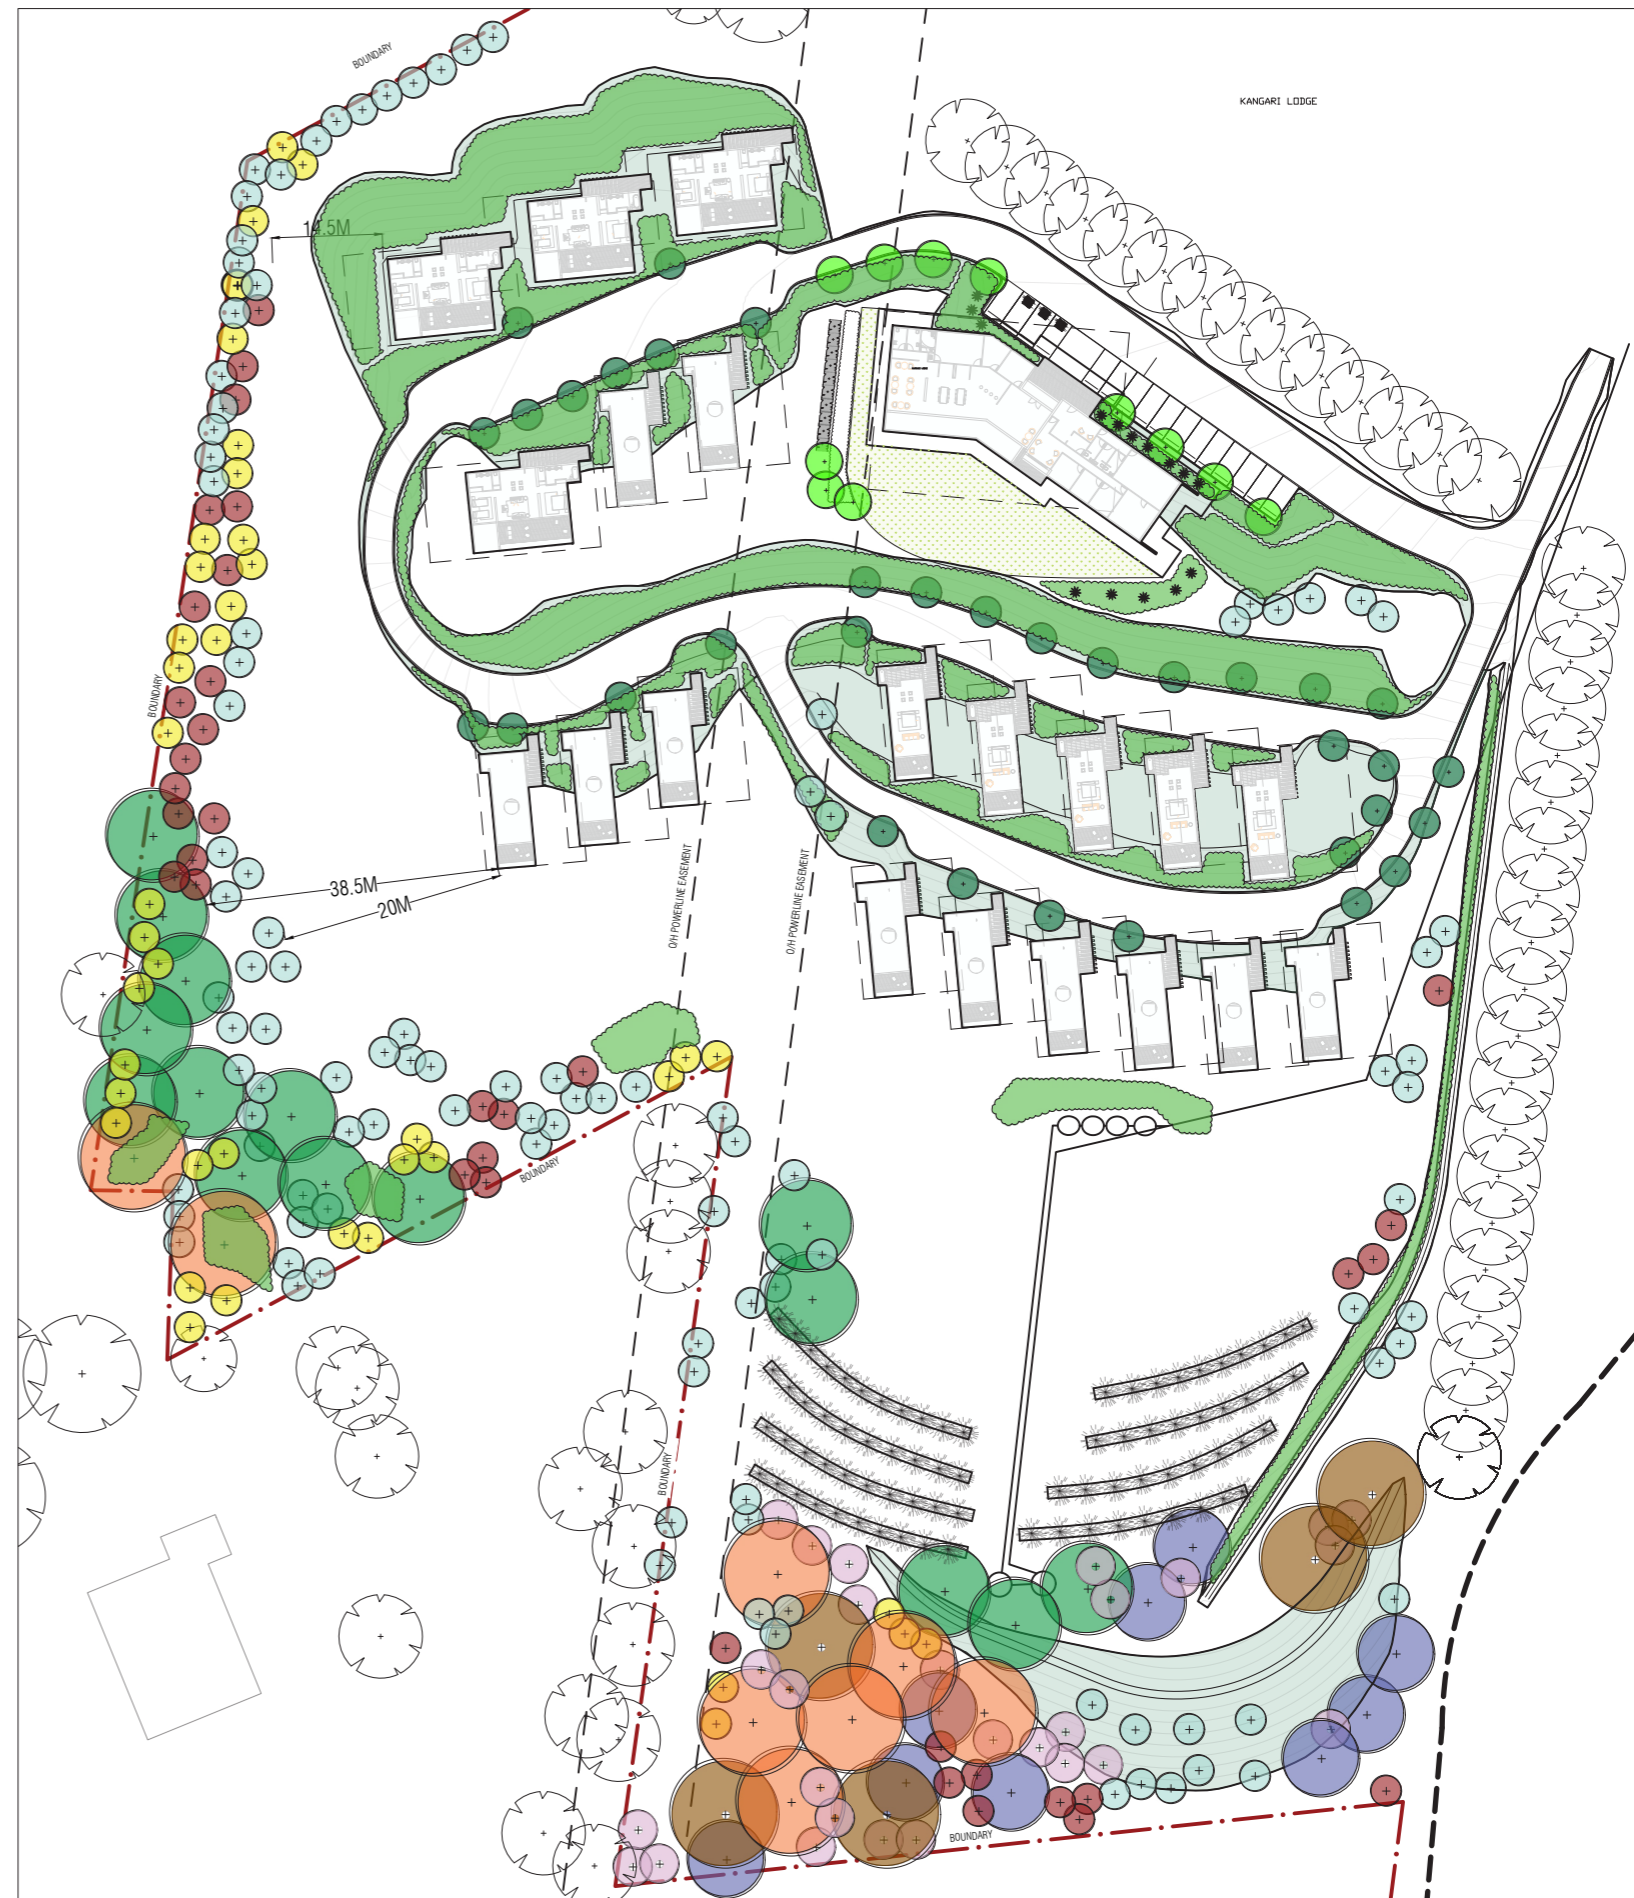 BOUNDARY
KANGARI LODGE
14.5M
BOUNDARY
38.5M
20M
O/H POWERLINE EASEMENT
O/H POWERLINE EASEMENT
BOUNDARY
BOUNDARY
BOUNDARY